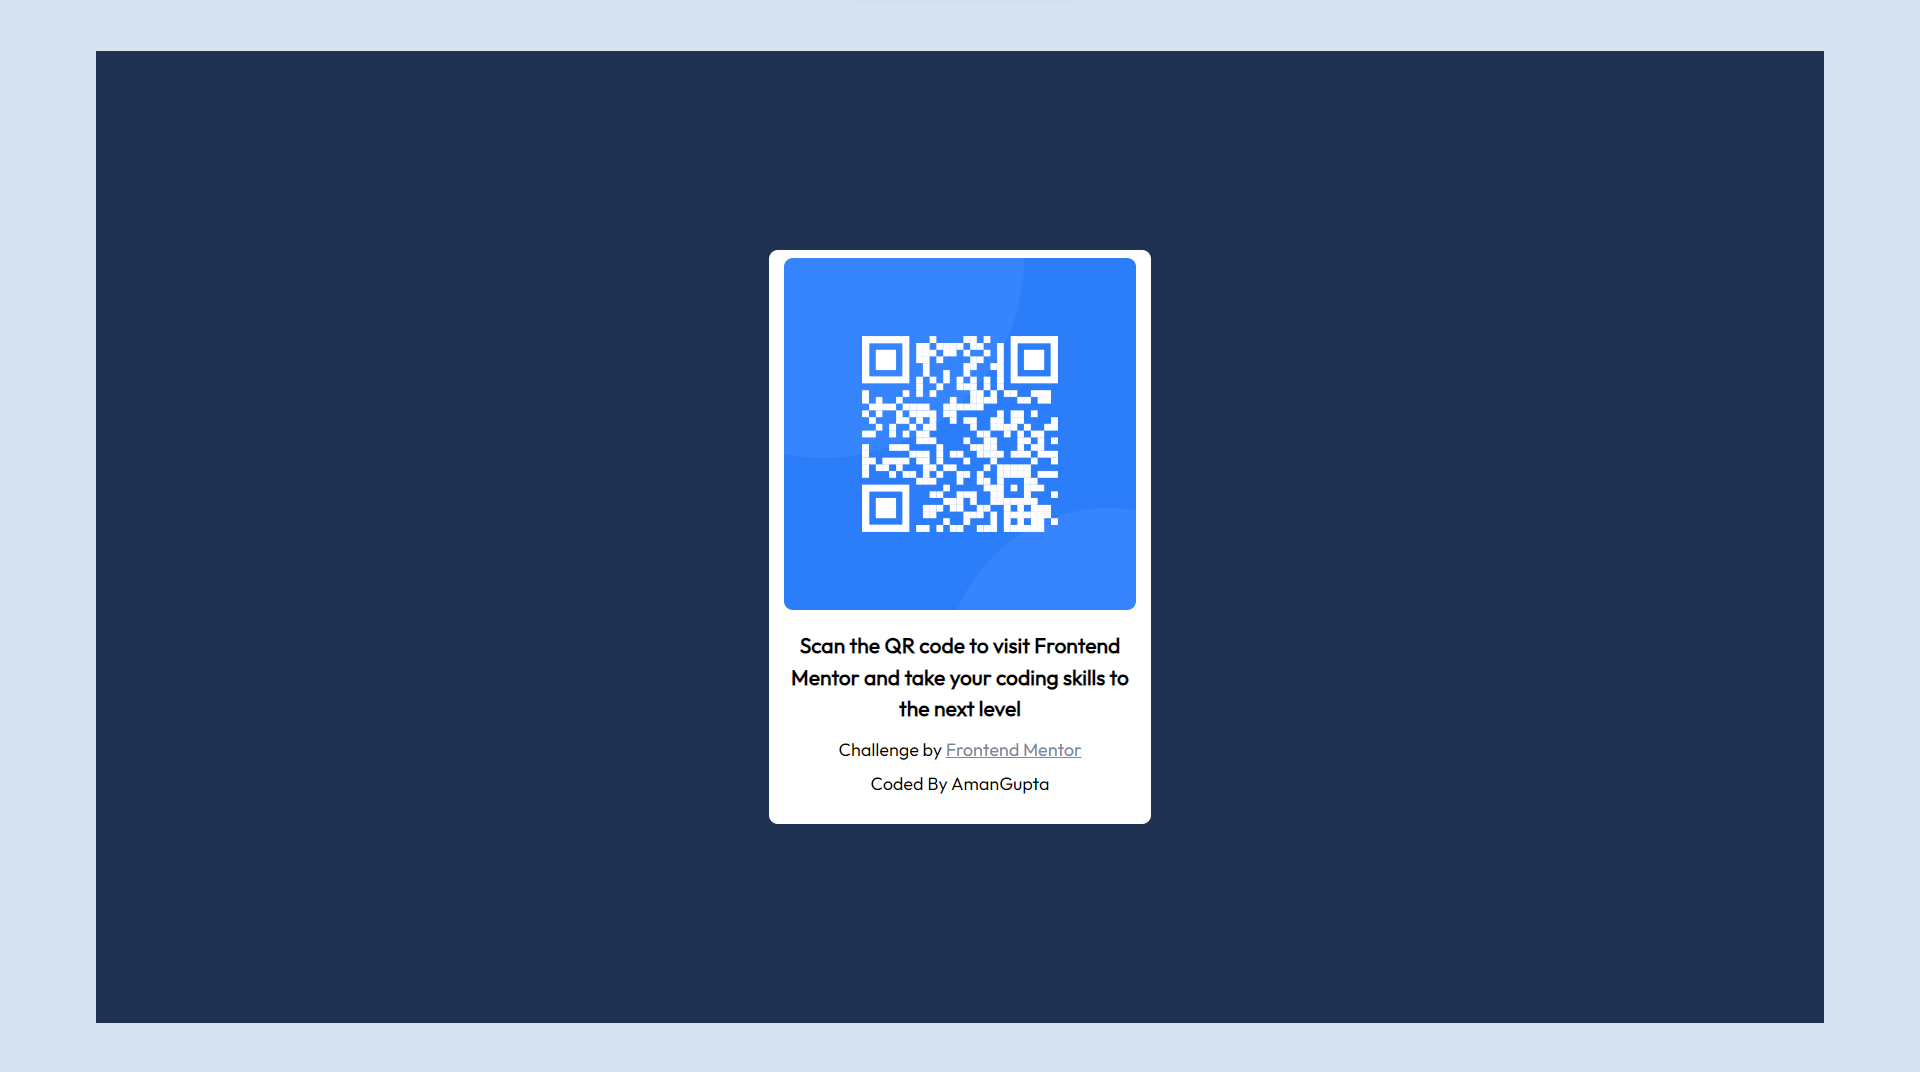 Scan the QR code to visit Frontend
Mentor and take your coding skills to
the next level
Challenge by Frontend Mentor
Coded By AmanGupta